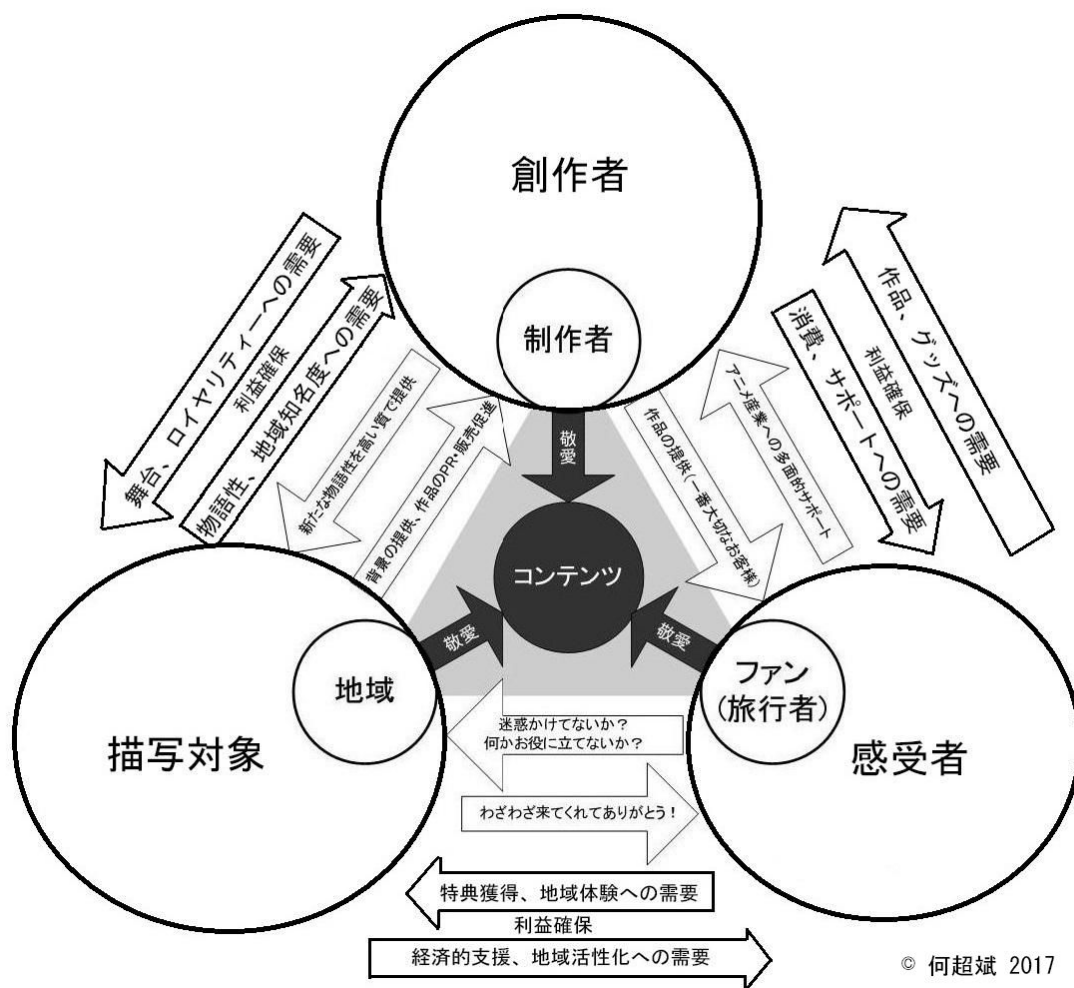 創作者
制作者
舞台、ロイヤリティーへの需要
利益確保
物語性、地域知名度への需要
新たな物語性を高い質で提供
背景の提供、作品のPR・販売促進
敬愛
作品の提供(一番大切なお客様)
アニメ産業への多面的サポート
消費、サポートへの需要
利益確保
作品、グッズへの需要
コンテンツ
敬愛
敬愛
地域
描写対象
ファン
(旅行者)
感受者
迷惑かけてないか?
何かお役に立てないか?
わざわざ来てくれてありがとう!
特典獲得、地域体験への需要
利益確保
経済的支援、地域活性化への需要
© 何超斌 2017